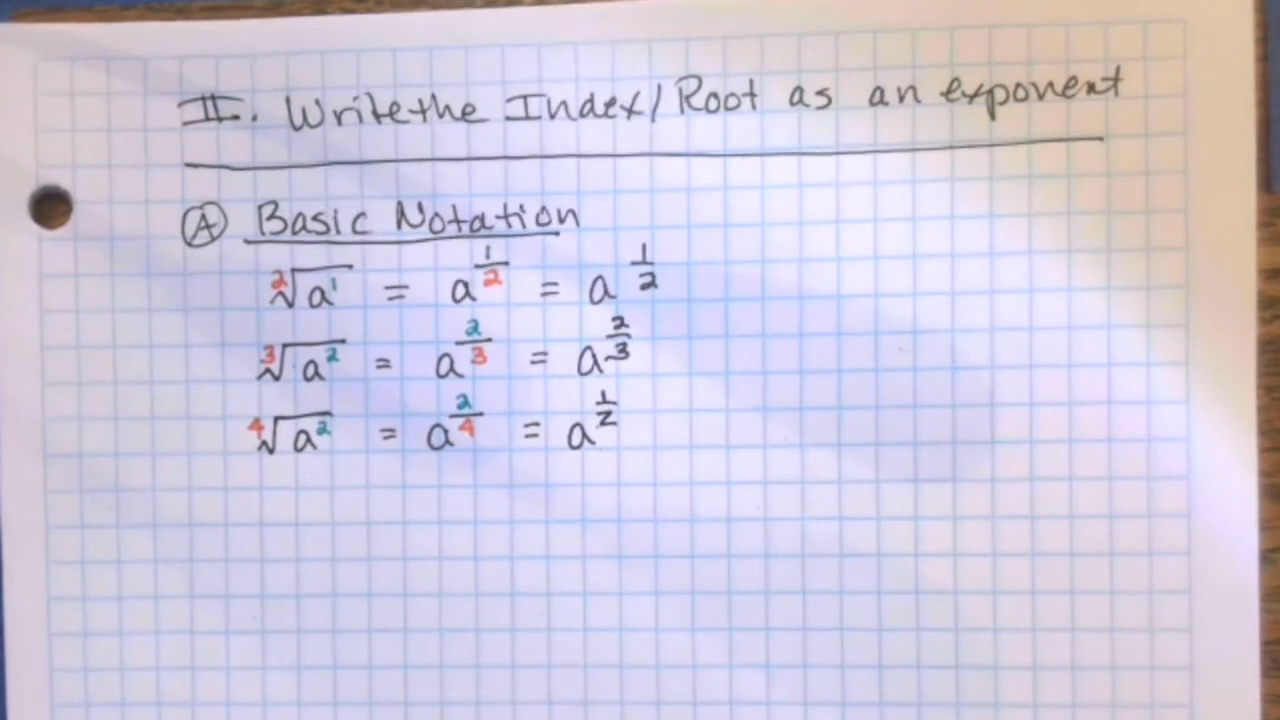 II. Write the Index/Root as an exponent
Ⓐ Basic Notation
²√a¹ = a^(1/2) = a^(1/2)
³√a² = a^(2/3) = a^(2/3)
⁴√a² = a^(2/4) = a^(1/2)